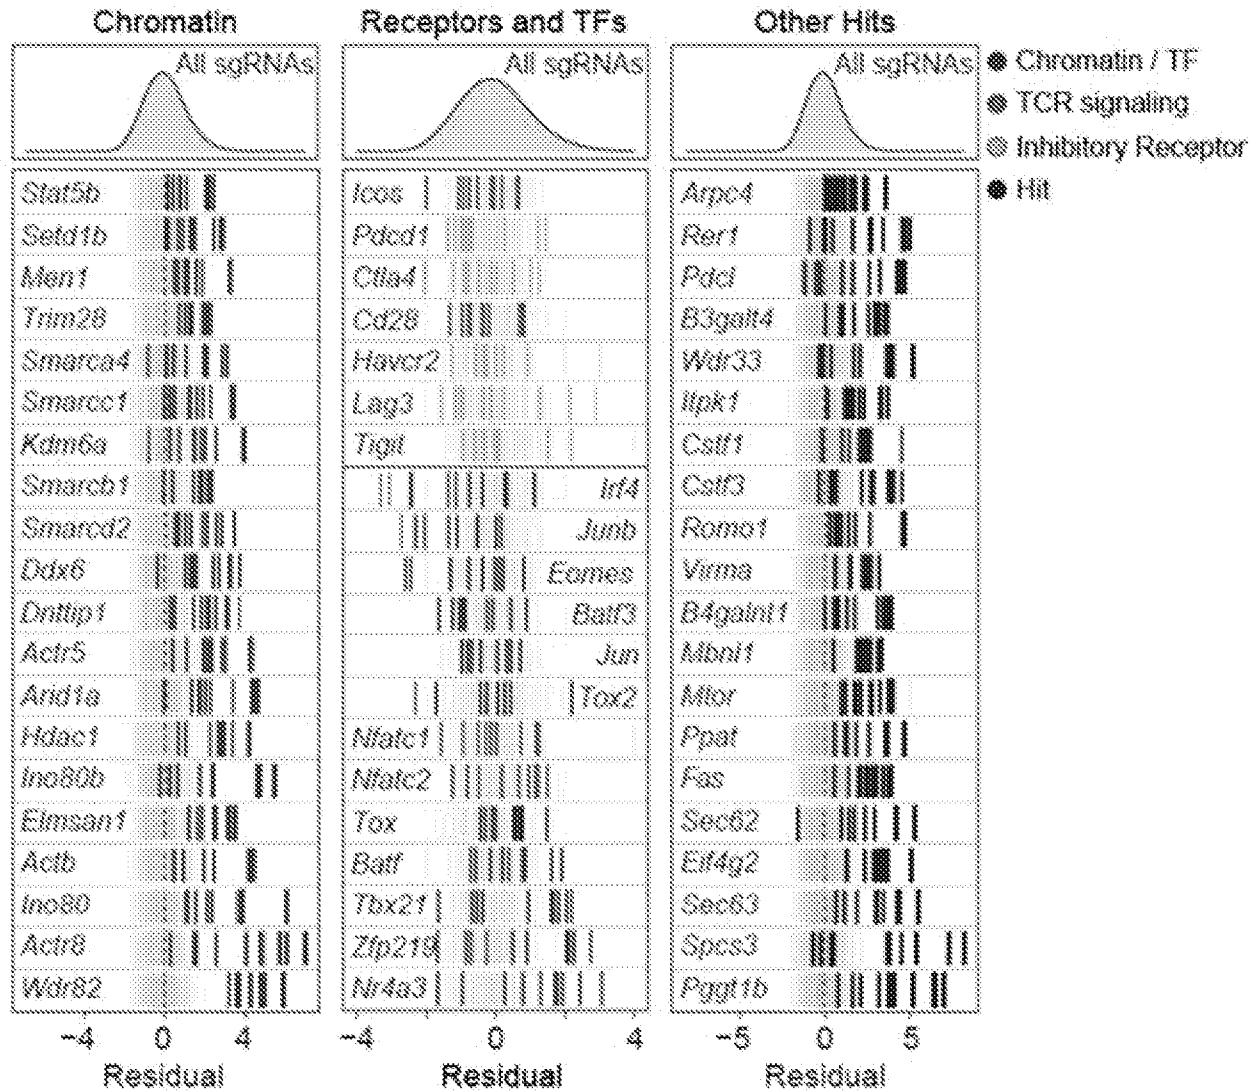 Chromatin
Receptors and TFs
Other Hits
All sgRNAs
All sgRNAs
All sgRNAs
Chromatin / TF
TCR signaling
Inhibitory Receptor
Hit
Stat5b
Setd1b
Men1
Trim28
Smarca4
Smarcc1
Kdm6a
Smarcb1
Smarcd2
Ddx6
Dnttip1
Actr5
Arid1a
Hdac1
Ino80b
Elmsan1
Actb
Ino80
Actr8
Wdr82
-4 0 4
Residual
Icos
Pdcd1
Ctla4
Cd28
Havcr2
Lag3
Tigit
Irf4
Junb
Eomes
Batf3
Jun
Tox2
Nfatc1
Nfatc2
Tox
Batf
Tbx21
Zfp219
Nr4a3
-4 0 4
Residual
Arpc4
Rer1
Pdcl
B3galt4
Wdr33
Itpk1
Cstf1
Cstf3
Romo1
Virma
B4galnt1
Mbnl1
Mtor
Ppat
Fas
Sec62
Eif4g2
Sec63
Spcs3
Pggt1b
-5 0 5
Residual